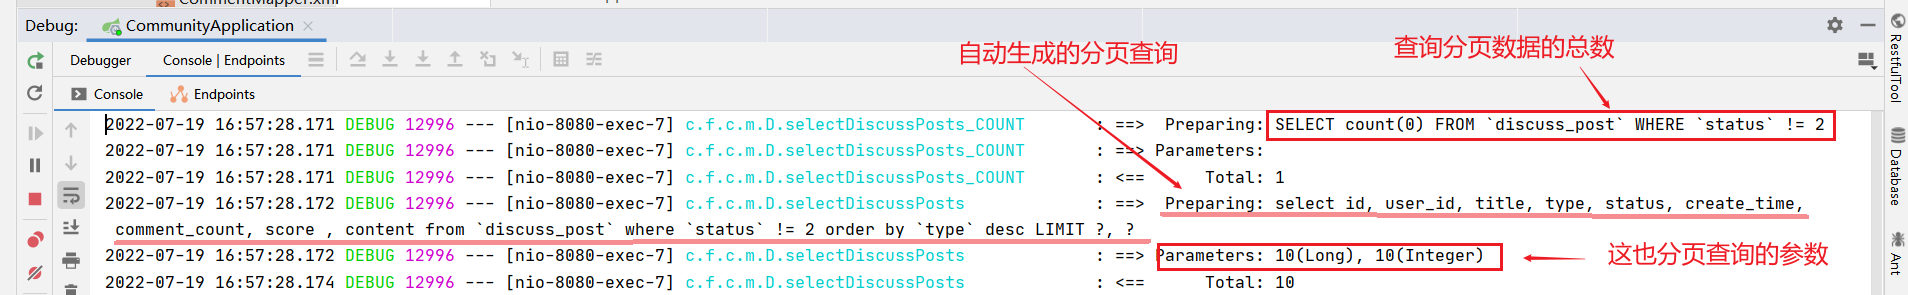 CommentMapper.xml
Debug: CommunityApplication
自动生成的分页查询
查询分页数据的总数
Debugger Console | Endpoints
Console Endpoints
2022-07-19 16:57:28.171 DEBUG 12996 --- [nio-8080-exec-7] c.f.c.m.D.selectDiscussPosts_COUNT : ==> Preparing: SELECT count(0) FROM `discuss_post` WHERE `status` != 2
2022-07-19 16:57:28.171 DEBUG 12996 --- [nio-8080-exec-7] c.f.c.m.D.selectDiscussPosts_COUNT : ==> Parameters:
2022-07-19 16:57:28.171 DEBUG 12996 --- [nio-8080-exec-7] c.f.c.m.D.selectDiscussPosts_COUNT : <== Total: 1
2022-07-19 16:57:28.172 DEBUG 12996 --- [nio-8080-exec-7] c.f.c.m.D.selectDiscussPosts : ==> Preparing: select id, user_id, title, type, status, create_time,
comment_count, score , content from `discuss_post` where `status` != 2 order by `type` desc LIMIT ?, ?
2022-07-19 16:57:28.172 DEBUG 12996 --- [nio-8080-exec-7] c.f.c.m.D.selectDiscussPosts : ==> Parameters: 10(Long), 10(Integer)
这也分页查询的参数
2022-07-19 16:57:28.174 DEBUG 12996 --- [nio-8080-exec-7] c.f.c.m.D.selectDiscussPosts : <== Total: 10
RestfulTool
Database
Ant